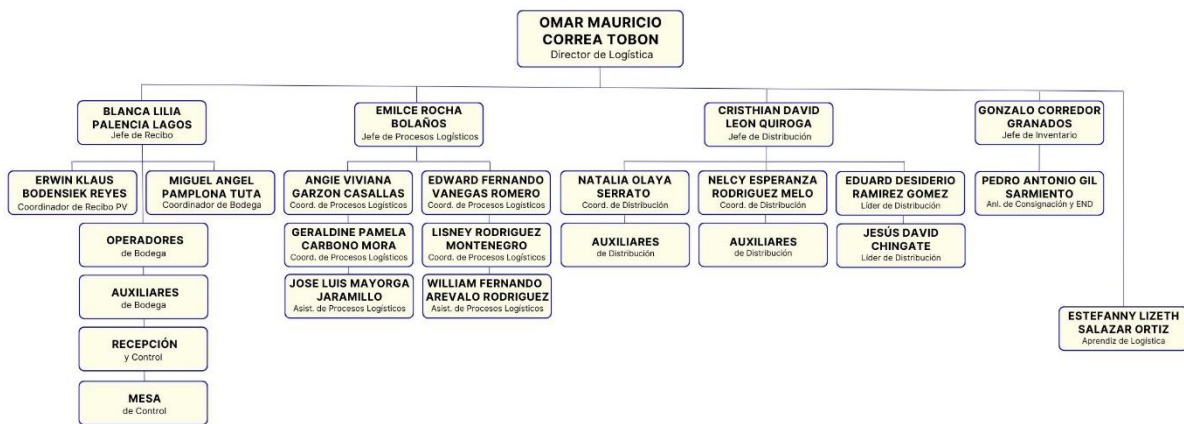 OMAR MAURICIO
CORREA TOBON
Director de Logística
BLANCA LILIA
PALENCIA LAGOS
Jefe de Recibo
EMILCE ROCHA
BOLAÑOS
Jefe de Procesos Logísticos
CRISTHIAN DAVID
LEON QUIROGA
Jefe de Distribución
GONZALO CORREDOR
GRANADOS
Jefe de Inventario
ERWIN KLAUS
BODENSIEK REYES
Coordinador de Recibo PV
MIGUEL ANGEL
PAMPLONA TUTA
Coordinador de Bodega
ANGIE VIVIANA
GARZON CASALLAS
Coord. de Procesos Logísticos
EDWARD FERNANDO
VANEGAS ROMERO
Coord. de Procesos Logísticos
NATALIA OLAYA
SERRATO
Coord. de Distribución
NELCY ESPERANZA
RODRIGUEZ MELO
Coord. de Distribución
EDUARD DESIDERIO
RAMIREZ GOMEZ
Líder de Distribución
PEDRO ANTONIO GIL
SARMIENTO
Anl. de Consignación y END
OPERADORES
de Bodega
GERALDINE PAMELA
CARBONO MORA
Coord. de Procesos Logísticos
LISNEY RODRIGUEZ
MONTENEGRO
Coord. de Procesos Logísticos
AUXILIARES
de Distribución
AUXILIARES
de Distribución
JESÚS DAVID
CHINGATE
Líder de Distribución
AUXILIARES
de Bodega
JOSE LUIS MAYORGA
JARAMILLO
Asist. de Procesos Logísticos
WILLIAM FERNANDO
AREVALO RODRIGUEZ
Asist. de Procesos Logísticos
ESTEFANNY LIZETH
SALAZAR ORTIZ
Aprendiz de Logística
RECEPCIÓN
y Control
MESA
de Control